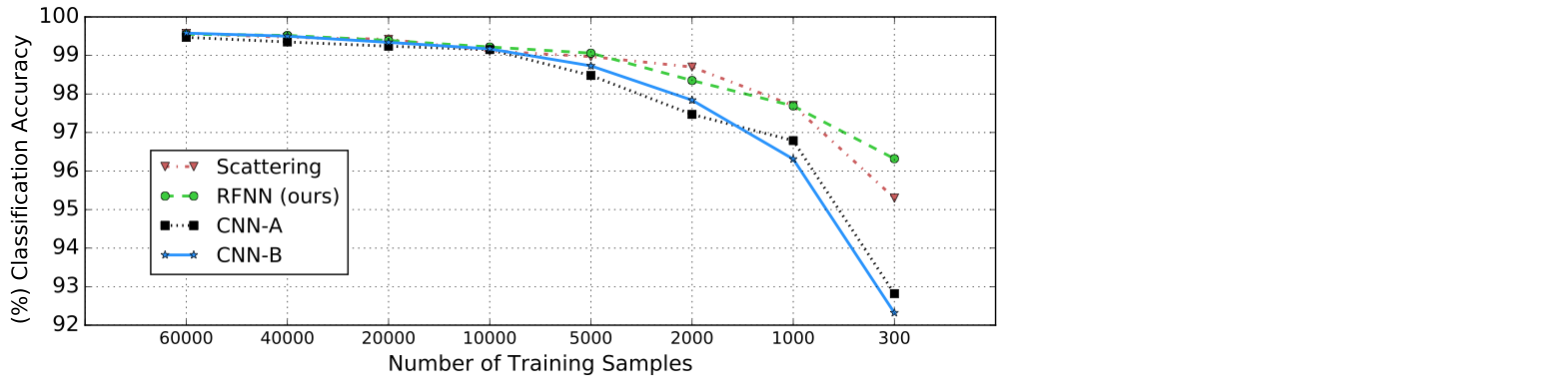 100
99
98
97
96
95
94
93
92
(%) Classification Accuracy
Scattering
RFNN (ours)
CNN-A
CNN-B
60000 40000 20000 10000 5000 2000 1000 300
Number of Training Samples